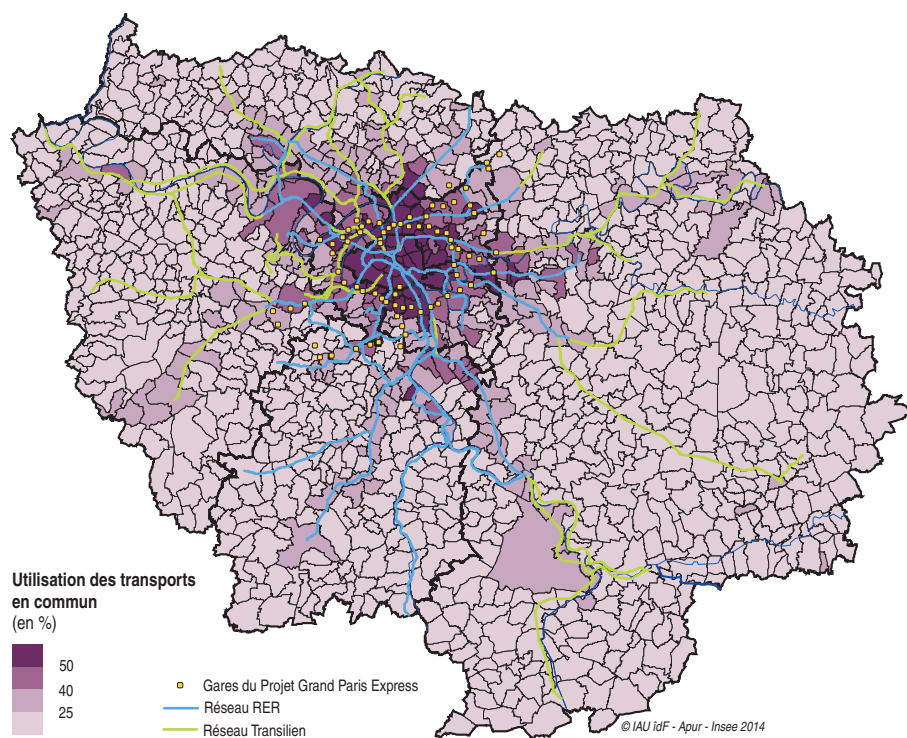 Utilisation des transports
en commun
(en %)
50
40
25
Gares du Projet Grand Paris Express
Réseau RER
Réseau Transilien
© IAU îdF - Apur - Insee 2014